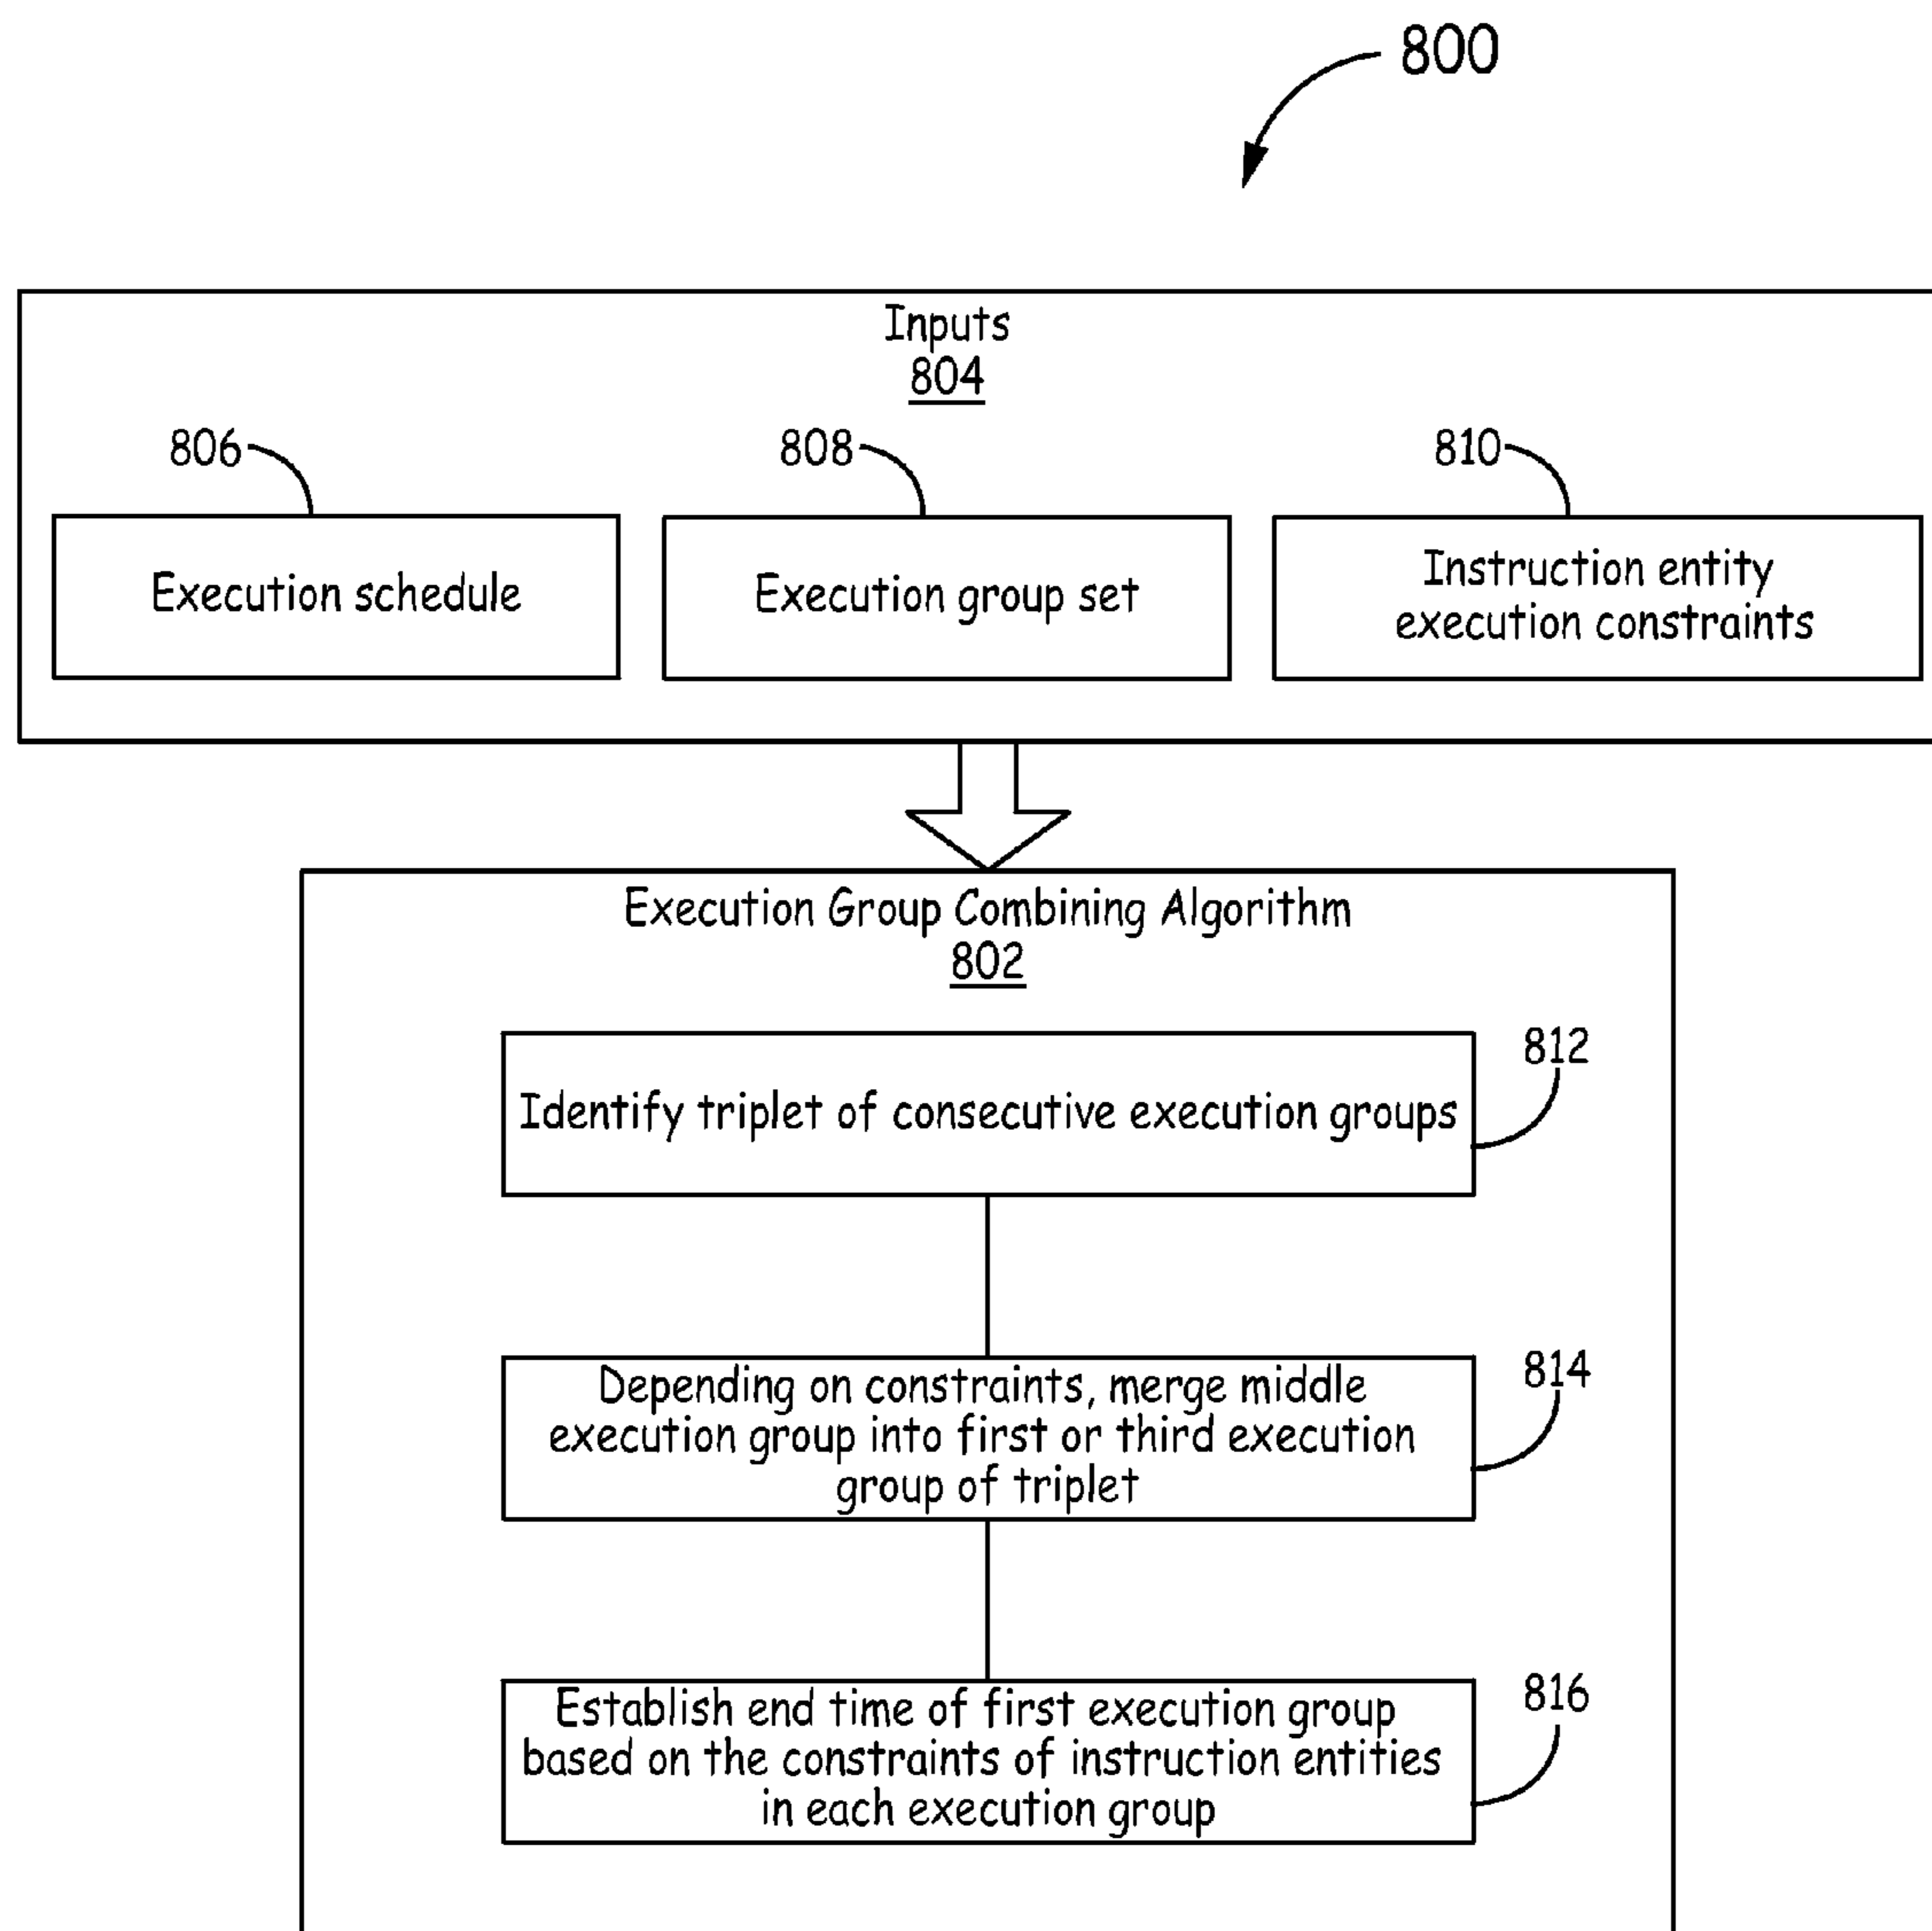 800
Inputs
804
806
808
810
Execution schedule
Execution group set
Instruction entity
execution constraints
Execution Group Combining Algorithm
802
812
Identify triplet of consecutive execution groups
814
Depending on constraints, merge middle
execution group into first or third execution
group of triplet
816
Establish end time of first execution group
based on the constraints of instruction entities
in each execution group